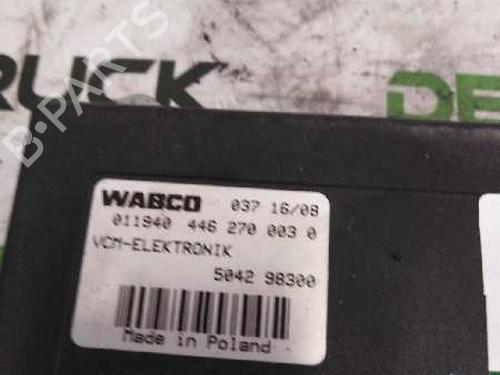 RUCK
DE
B-PARTS
WABCO 037 16/08
011940 446 270 003 0
VCM-ELEKTRONIK
5042 98300
Made in Poland